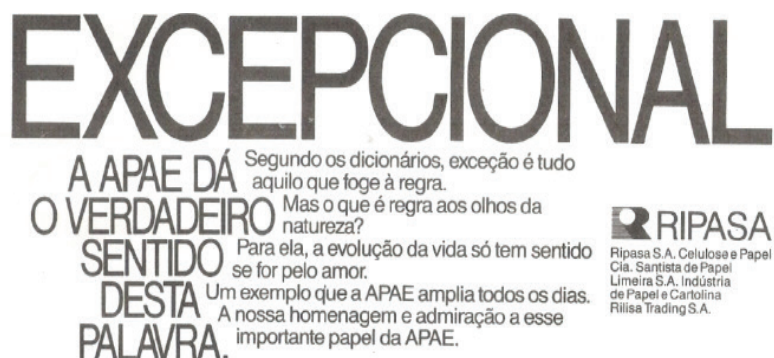 EXCEPCIONAL
A APAE DÁ
O VERDADEIRO
SENTIDO
DESTA
PALAVRA.
Segundo os dicionários, exceção é tudo
aquilo que foge à regra.
Mas o que é regra aos olhos da
natureza?
Para ela, a evolução da vida só tem sentido
se for pelo amor.
Um exemplo que a APAE amplia todos os dias.
A nossa homenagem e admiração a esse
importante papel da APAE.
RIPASA
Ripasa S.A. Celulose e Papel
Cia. Santista de Papel
Limeira S.A. Indústria
de Papel e Cartolina
Rilisa Trading S.A.